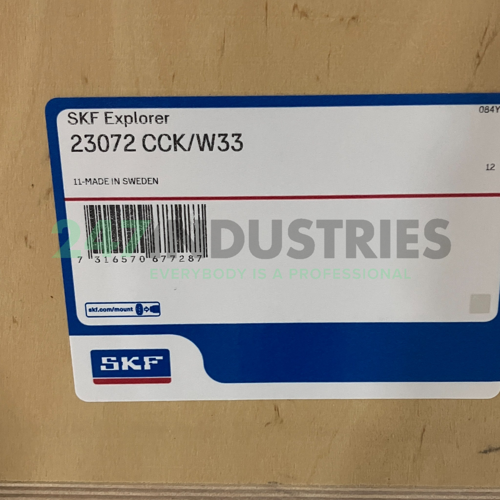 SKF Explorer
084Y
23072 CCK/W33
12
11-MADE IN SWEDEN
247INDUSTRIES
EVERYBODY IS A PROFESSIONAL
7 316570 677287
skf.com/mount
SKF